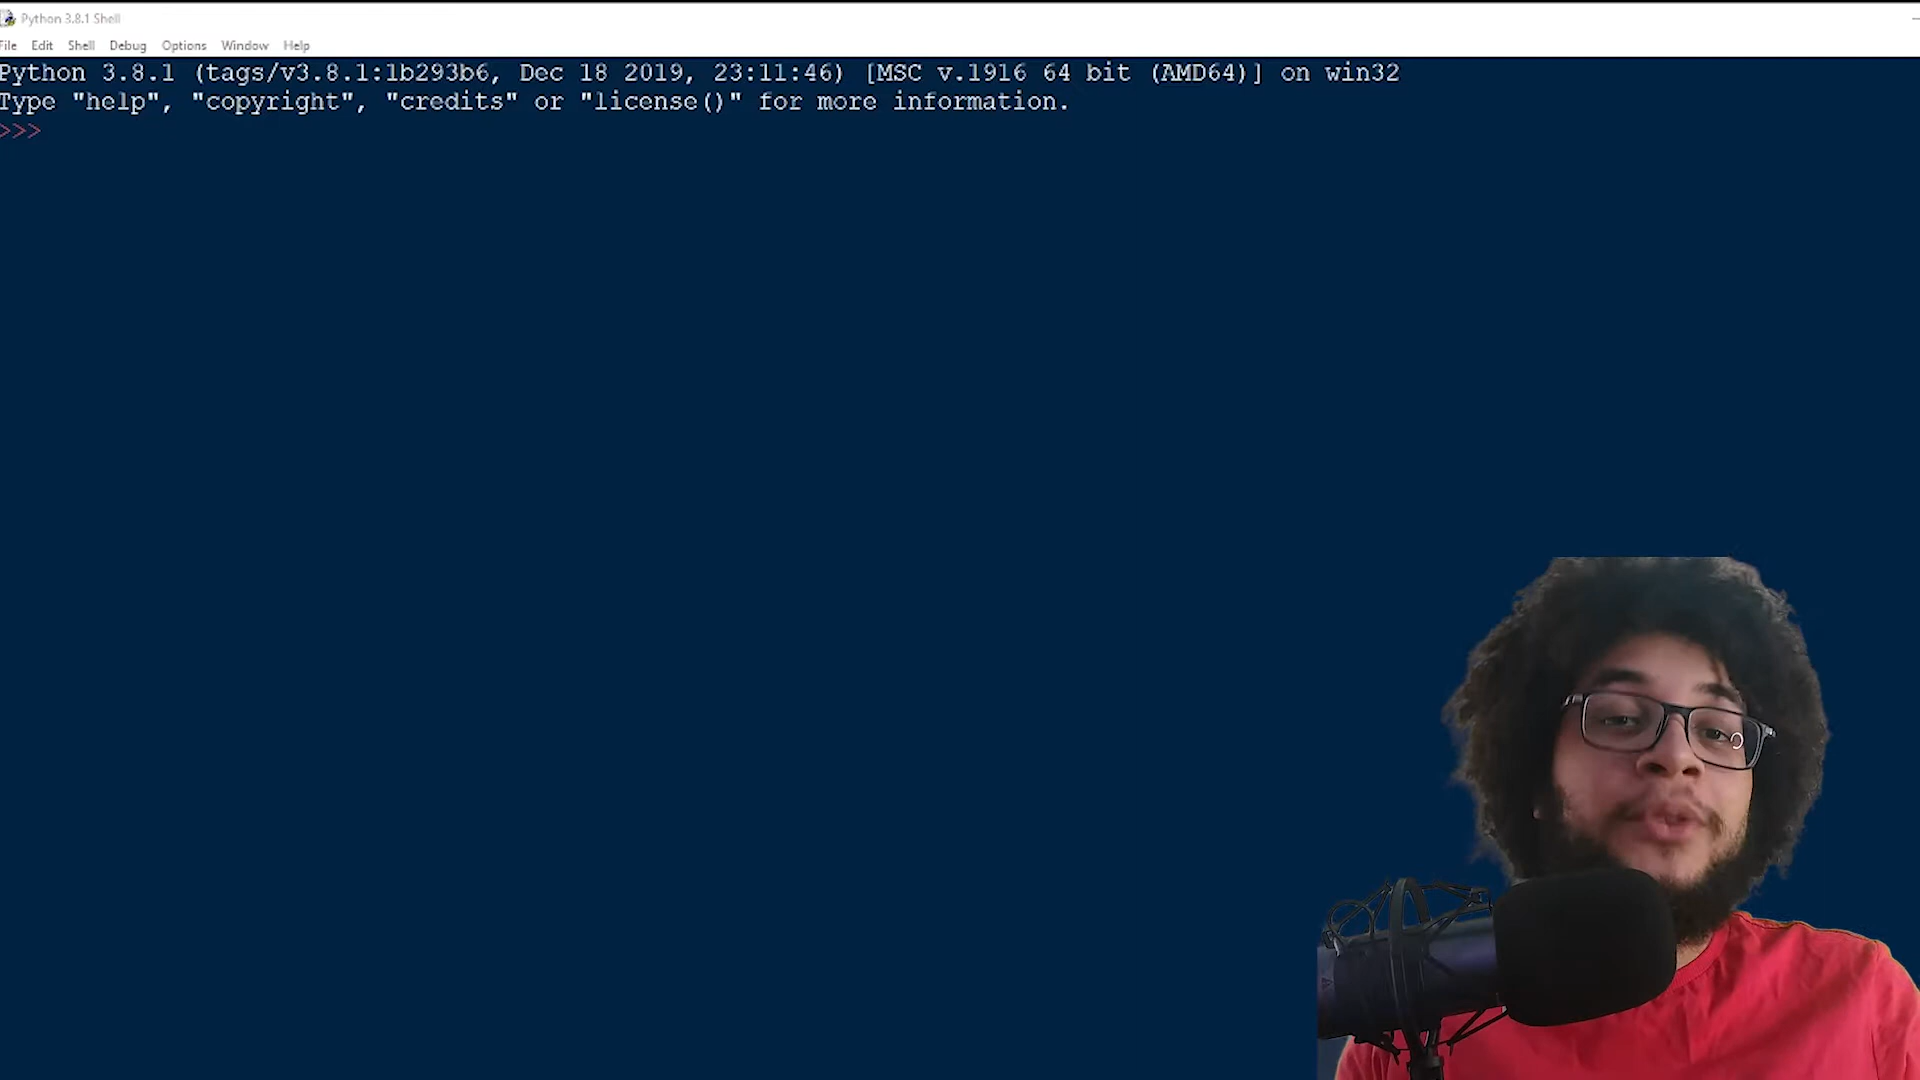 Python 3.8.1 Shell
File Edit Shell Debug Options Window Help
Python 3.8.1 (tags/v3.8.1:1b293b6, Dec 18 2019, 23:11:46) [MSC v.1916 64 bit (AMD64)] on win32
Type "help", "copyright", "credits" or "license()" for more information.
>>>